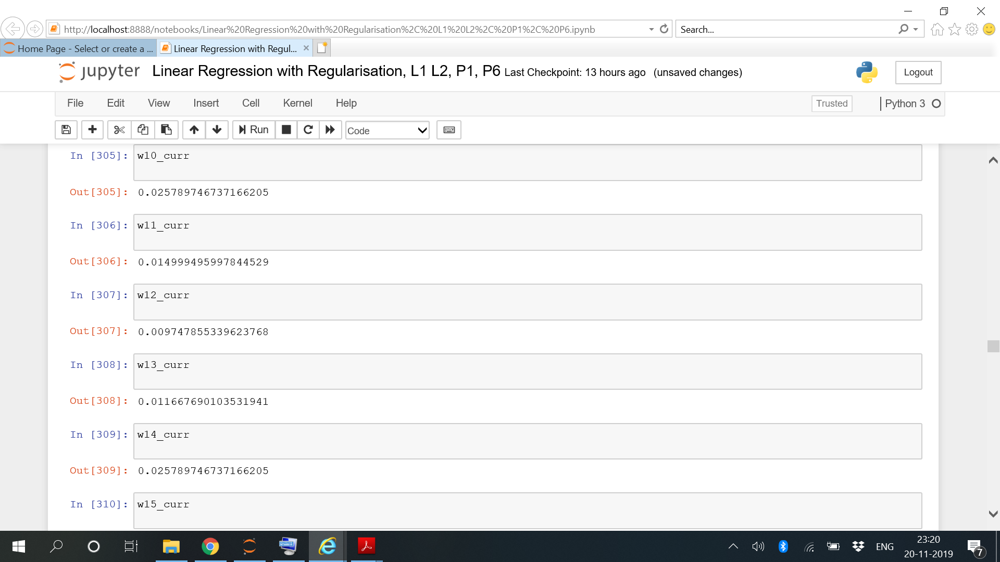 http://localhost:8888/notebooks/Linear%20Regression%20with%20Regularisation%2C%20L1%20L2%2C%20P1%2C%20P6.ipynb
Search...
Home Page - Select or create a ...
Linear Regression with Regul...
jupyter Linear Regression with Regularisation, L1 L2, P1, P6 Last Checkpoint: 13 hours ago (unsaved changes)
Logout
File Edit View Insert Cell Kernel Help
Trusted
Python 3
Run
Code
In [305]: w10_curr
Out[305]: 0.025789746737166205
In [306]: w11_curr
Out[306]: 0.014999495997844529
In [307]: w12_curr
Out[307]: 0.009747855339623768
In [308]: w13_curr
Out[308]: 0.011667690103531941
In [309]: w14_curr
Out[309]: 0.025789746737166205
In [310]: w15_curr
ENG
23:20
20-11-2019
7